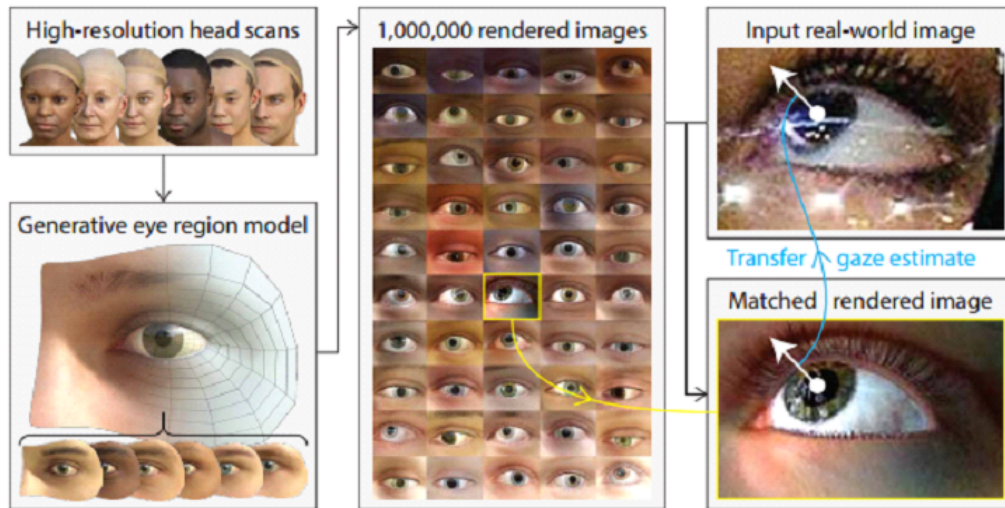 High-resolution head scans
Generative eye region model
1,000,000 rendered images
Input real-world image
Transfer gaze estimate
Matched rendered image